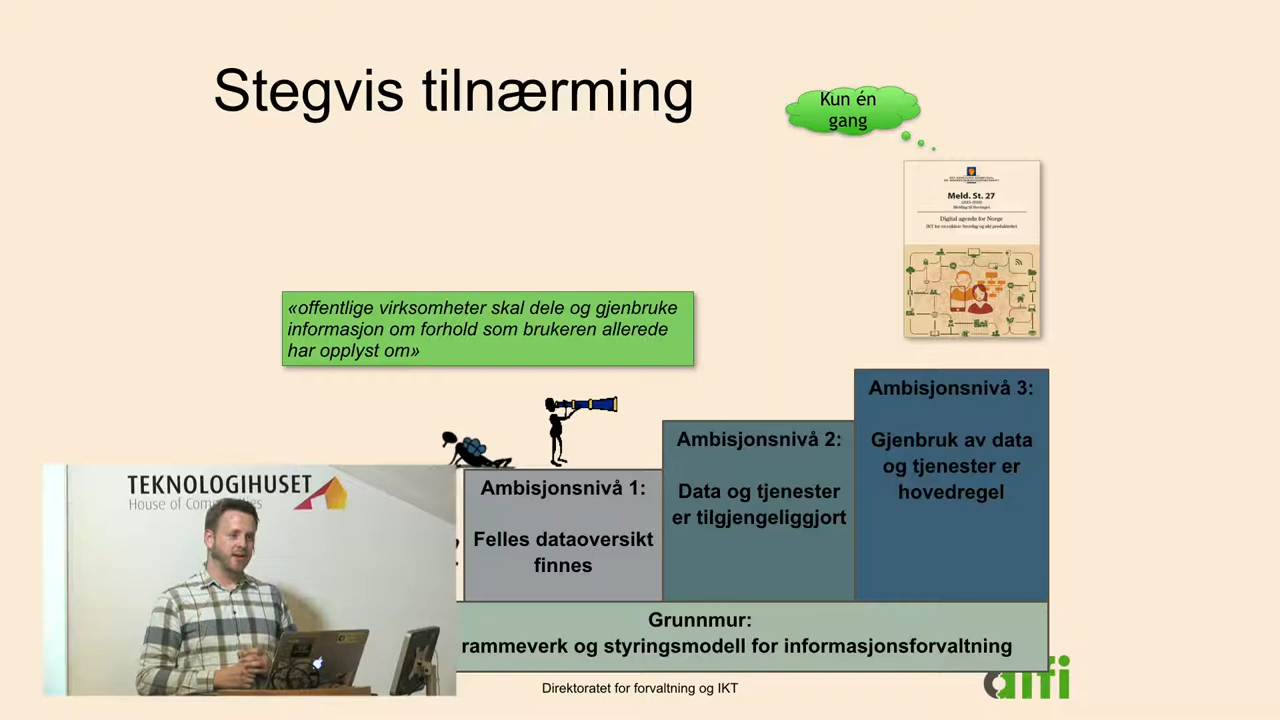 Stegvis tilnærming
Kun én
gang
Meld. St. 27
Digital agenda for Norge
«offentlige virksomheter skal dele og gjenbruke
informasjon om forhold som brukeren allerede
har opplyst om»
Ambisjonsnivå 3:
Gjenbruk av data
og tjenester er
hovedregel
Ambisjonsnivå 2:
Data og tjenester
er tilgjengeliggjort
Ambisjonsnivå 1:
Felles dataoversikt
finnes
TEKNOLOGIHUSET
House of
Grunnmur:
rammeverk og styringsmodell for informasjonsforvaltning
Direktoratet for forvaltning og IKT